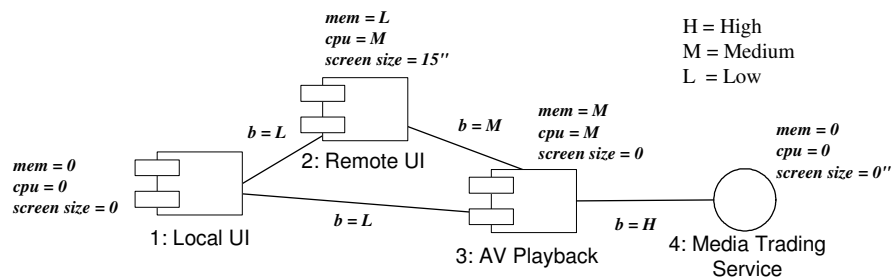 mem = L
cpu = M
screen size = 15"
H = High
M = Medium
L = Low
b = L
b = M
2: Remote UI
mem = M
cpu = M
screen size = 0
mem = 0
cpu = 0
screen size = 0"
mem = 0
cpu = 0
screen size = 0
1: Local UI
b = L
3: AV Playback
b = H
4: Media Trading
Service